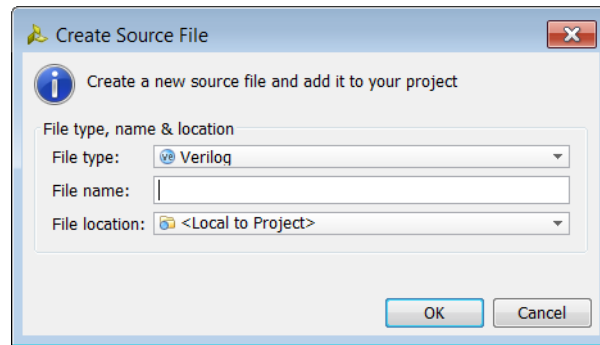 Create Source File
Create a new source file and add it to your project
File type, name & location
File type: Verilog
File name:
File location: <Local to Project>
OK Cancel